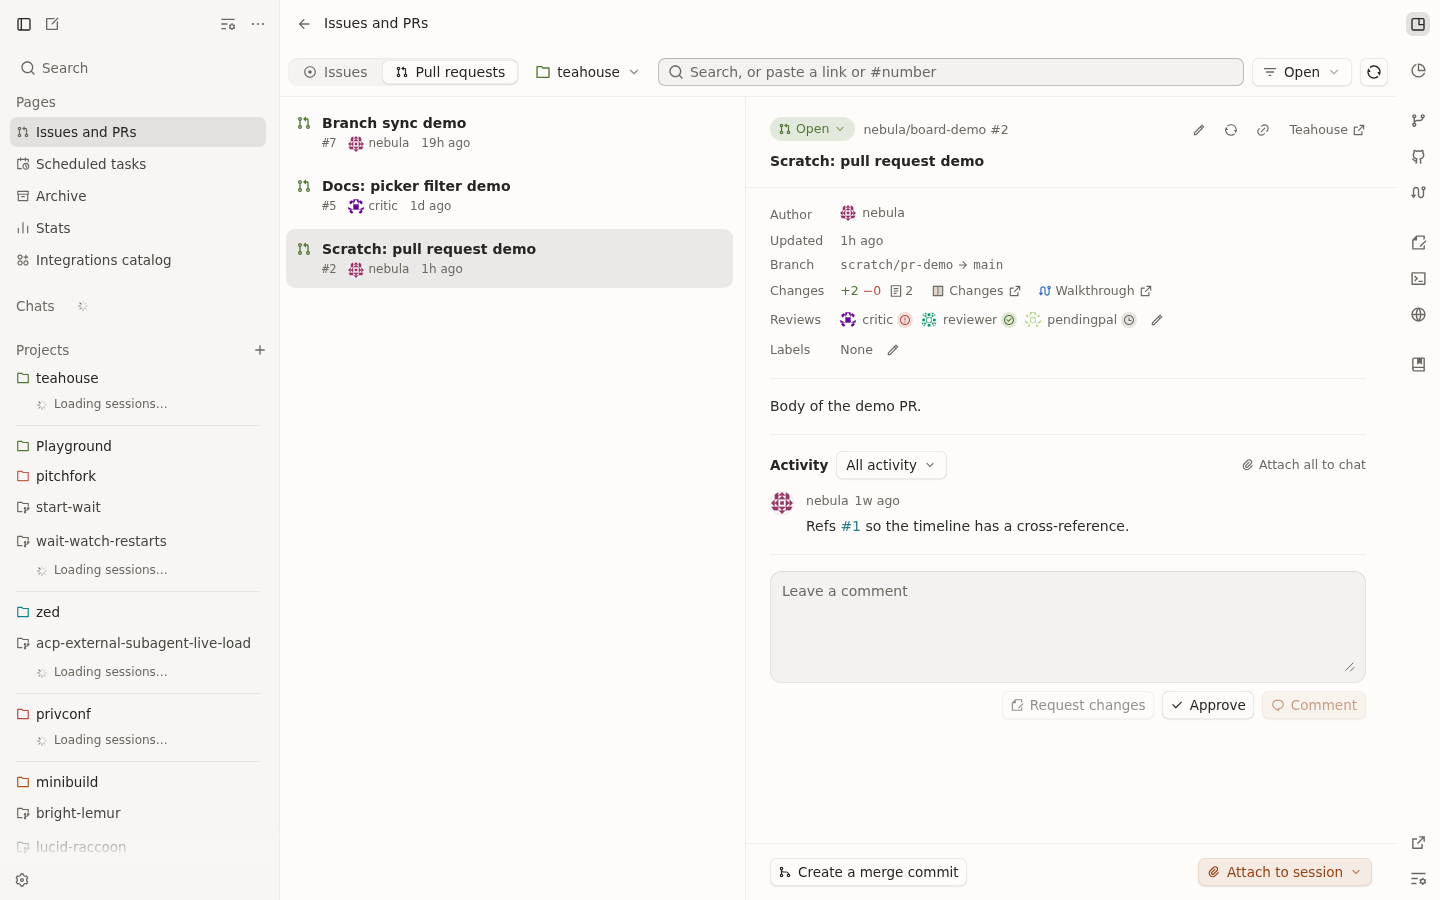 Issues and PRs
Search
Pages
Issues and PRs
Scheduled tasks
Archive
Stats
Integrations catalog
Chats
Projects
teahouse
Loading sessions...
Playground
pitchfork
start-wait
wait-watch-restarts
Loading sessions...
zed
acp-external-subagent-live-load
Loading sessions...
privconf
Loading sessions...
minibuild
bright-lemur
lucid-raccoon
Issues Pull requests teahouse Search, or paste a link or #number Open
Branch sync demo
#7 nebula 19h ago
Docs: picker filter demo
#5 critic 1d ago
Scratch: pull request demo
#2 nebula 1h ago
Open nebula/board-demo #2 Teahouse
Scratch: pull request demo
Author nebula
Updated 1h ago
Branch scratch/pr-demo → main
Changes +2 −0 2 Changes Walkthrough
Reviews critic reviewer pendingpal
Labels None
Body of the demo PR.
Activity All activity Attach all to chat
nebula 1w ago
Refs #1 so the timeline has a cross-reference.
Leave a comment
Request changes Approve Comment
Create a merge commit Attach to session